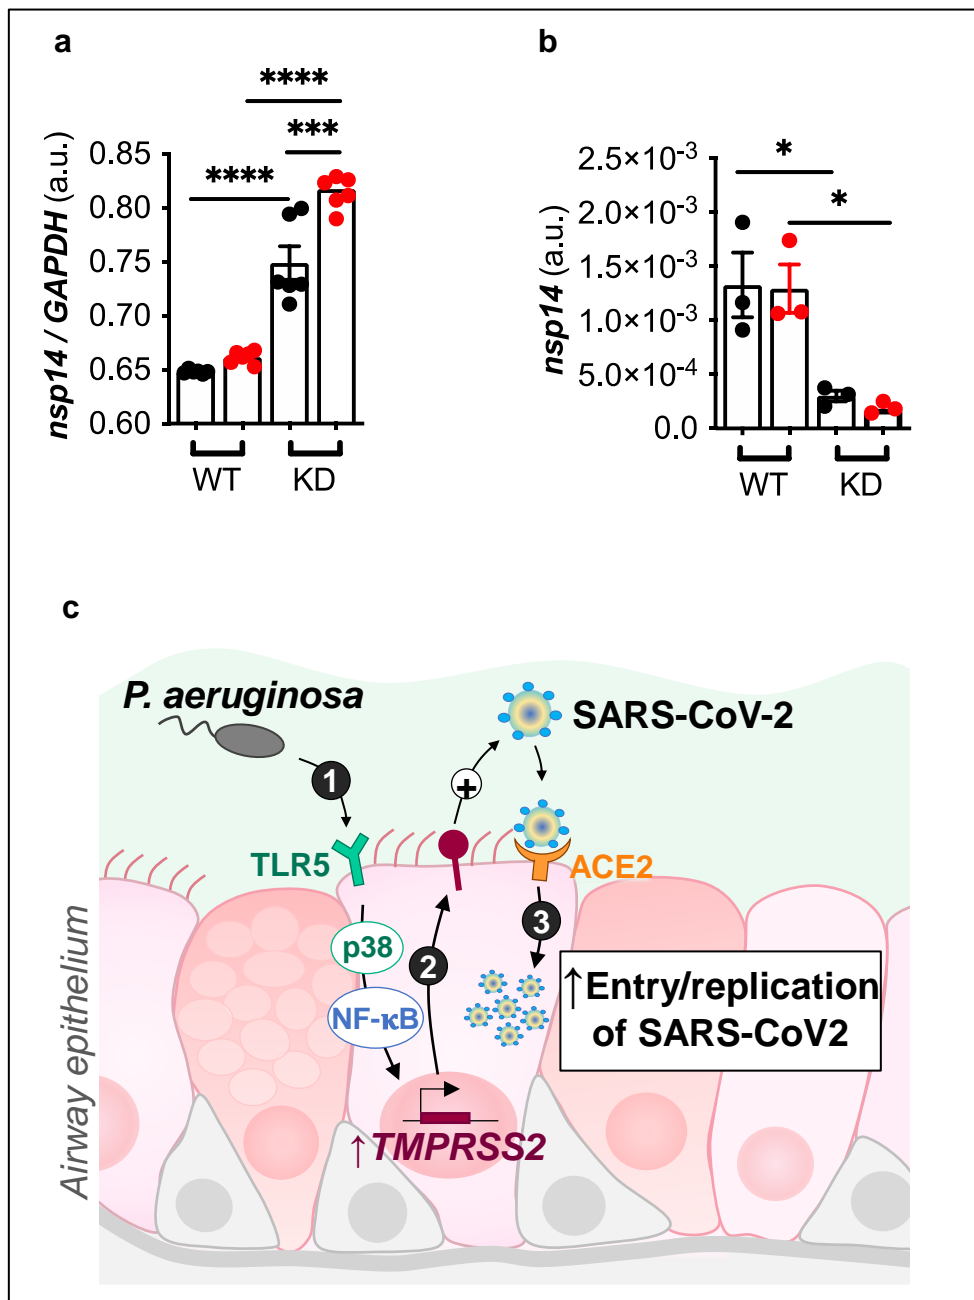 a
****
***
****
nsp14 / GAPDH (a.u.)
0.85
0.80
0.75
0.70
0.65
0.60
WT
KD
b
*
*
nsp14 (a.u.)
2.5×10-3
2.0×10-3
1.5×10-3
1.0×10-3
5.0×10-4
0.0
WT
KD
c
P. aeruginosa
SARS-CoV-2
1
+
TLR5
ACE2
p38
2
3
NF-κB
↑Entry/replication
of SARS-CoV2
↑TMPRSS2
Airway epithelium